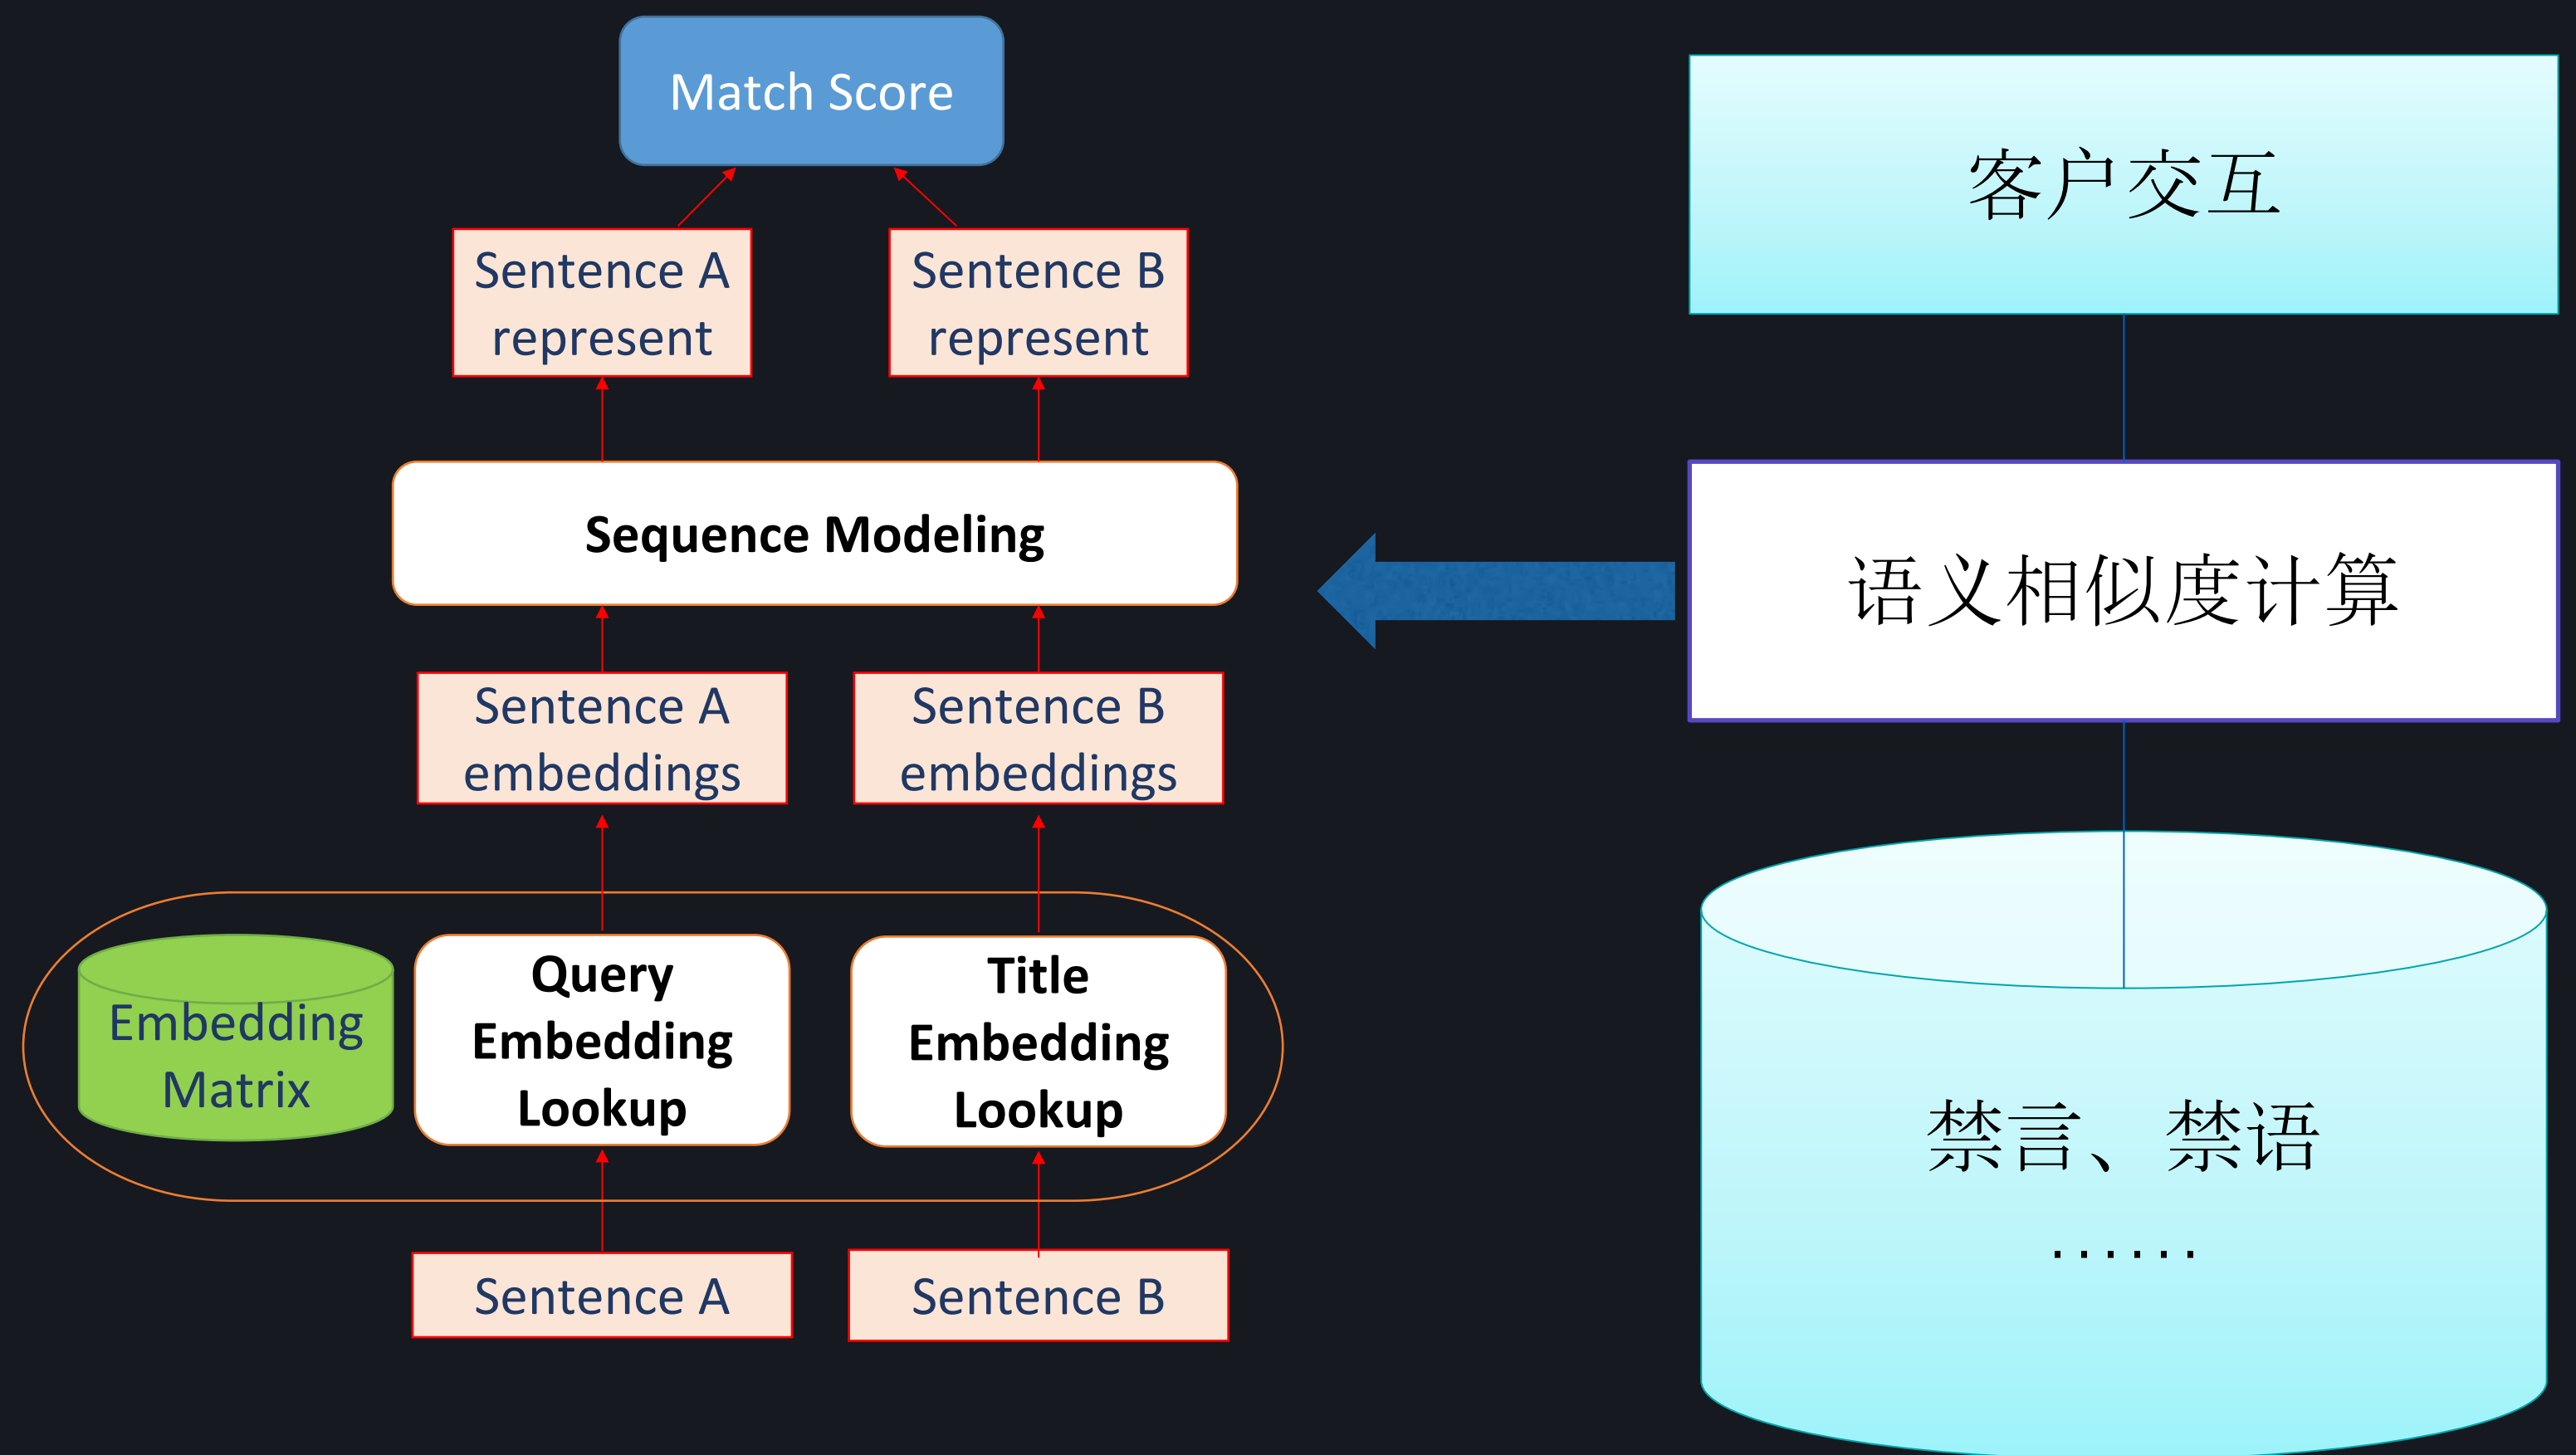 Match Score
Sentence A
represent
Sentence B
represent
Sequence Modeling
Sentence A
embeddings
Sentence B
embeddings
Embedding
Matrix
Query
Embedding
Lookup
Title
Embedding
Lookup
Sentence A
Sentence B
客户交互
语义相似度计算
禁言、禁语
……